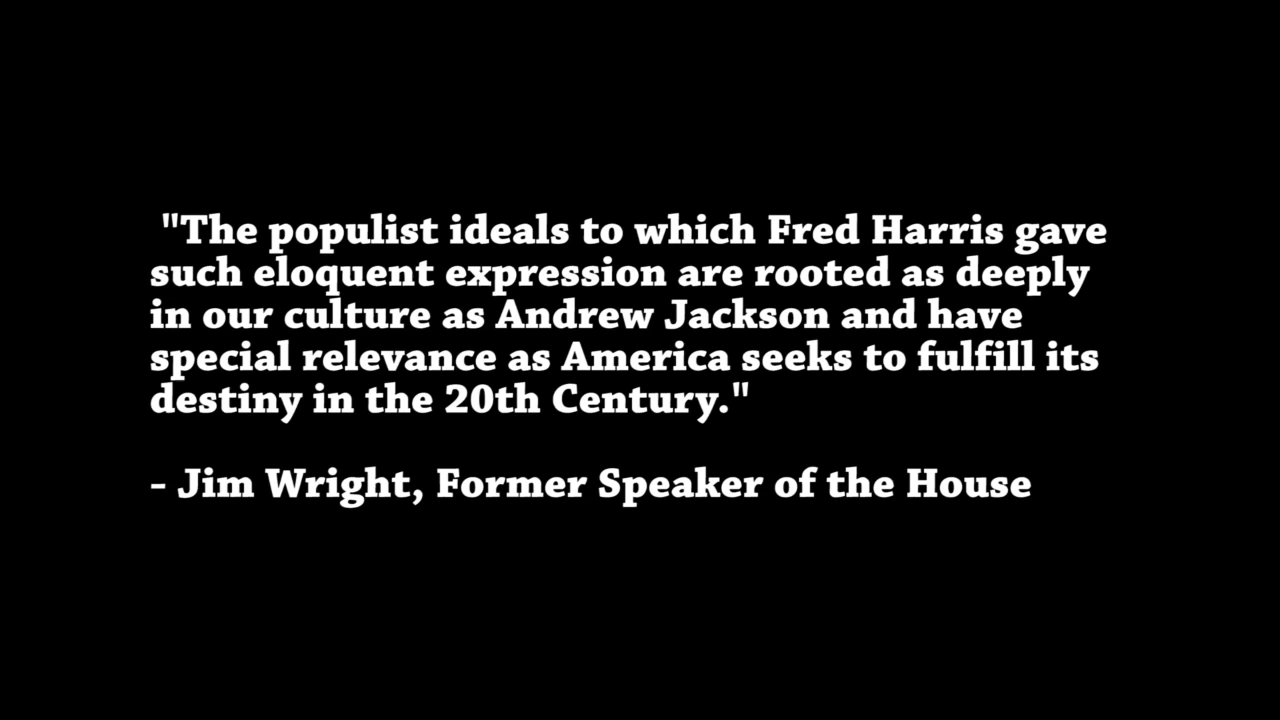 "The populist ideals to which Fred Harris gave
such eloquent expression are rooted as deeply
in our culture as Andrew Jackson and have
special relevance as America seeks to fulfill its
destiny in the 20th Century."
- Jim Wright, Former Speaker of the House